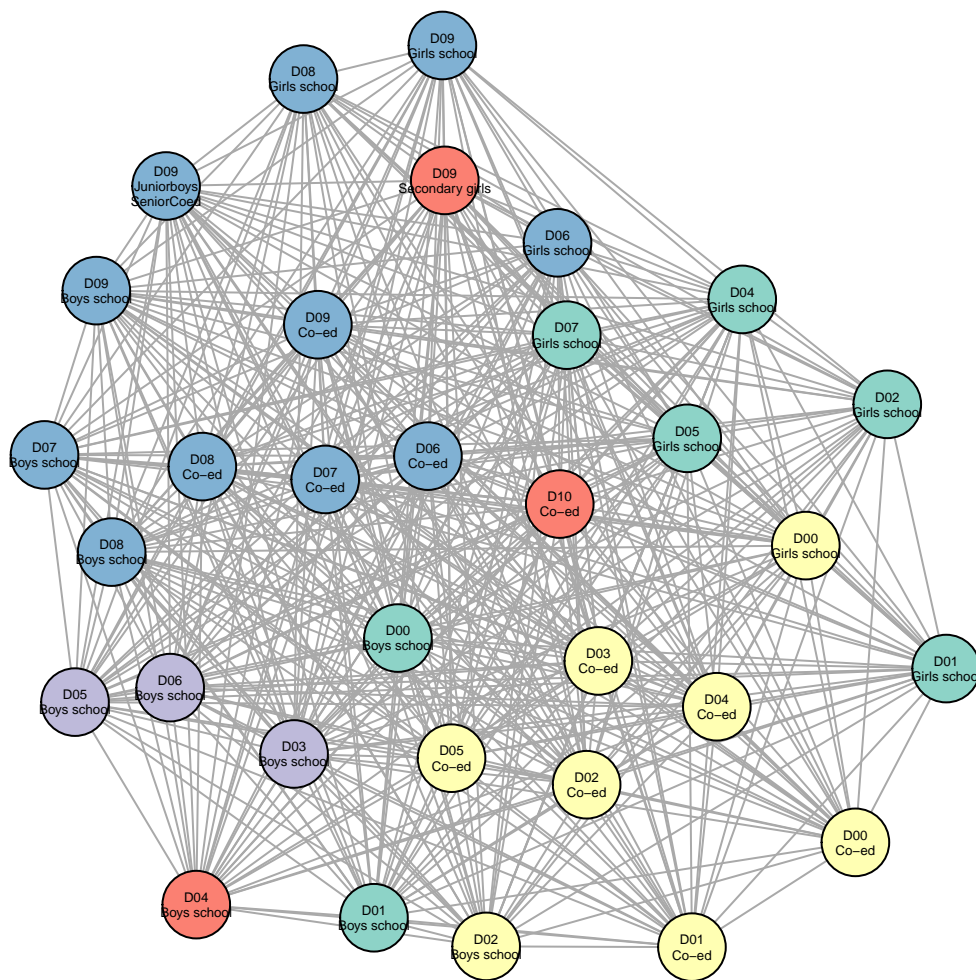 D09
Girls school
D08
Girls school
D09
Juniorboys
SeniorCoed
D09
Secondary girls
D06
Girls school
D09
Boys school
D04
Girls school
D09
Co−ed
D07
Girls school
D02
Girls school
D05
Girls school
D07
Boys school
D08
Co−ed
D07
Co−ed
D06
Co−ed
D10
Co−ed
D08
Boys school
D00
Girls school
D00
Boys school
D03
Co−ed
D01
Girls school
D05
Boys school
D06
Boys school
D04
Co−ed
D03
Boys school
D05
Co−ed
D02
Co−ed
D00
Co−ed
D04
Boys school
D01
Boys school
D02
Boys school
D01
Co−ed